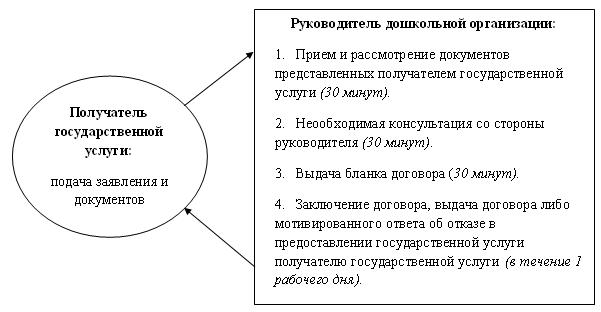 Получатель
государственной
услуги:
подача заявления и
документов
Руководитель дошкольной организации:
1. Прием и рассмотрение документов
представленных получателем государственной
услуги (30 минут).
2. Необходимая консультация со стороны
руководителя (30 минут).
3. Выдача бланка договора (30 минут).
4. Заключение договора, выдача договора либо
мотивированного ответа об отказе в
предоставлении государственной услуги
получателю государственной услуги (в течение 1
рабочего дня).